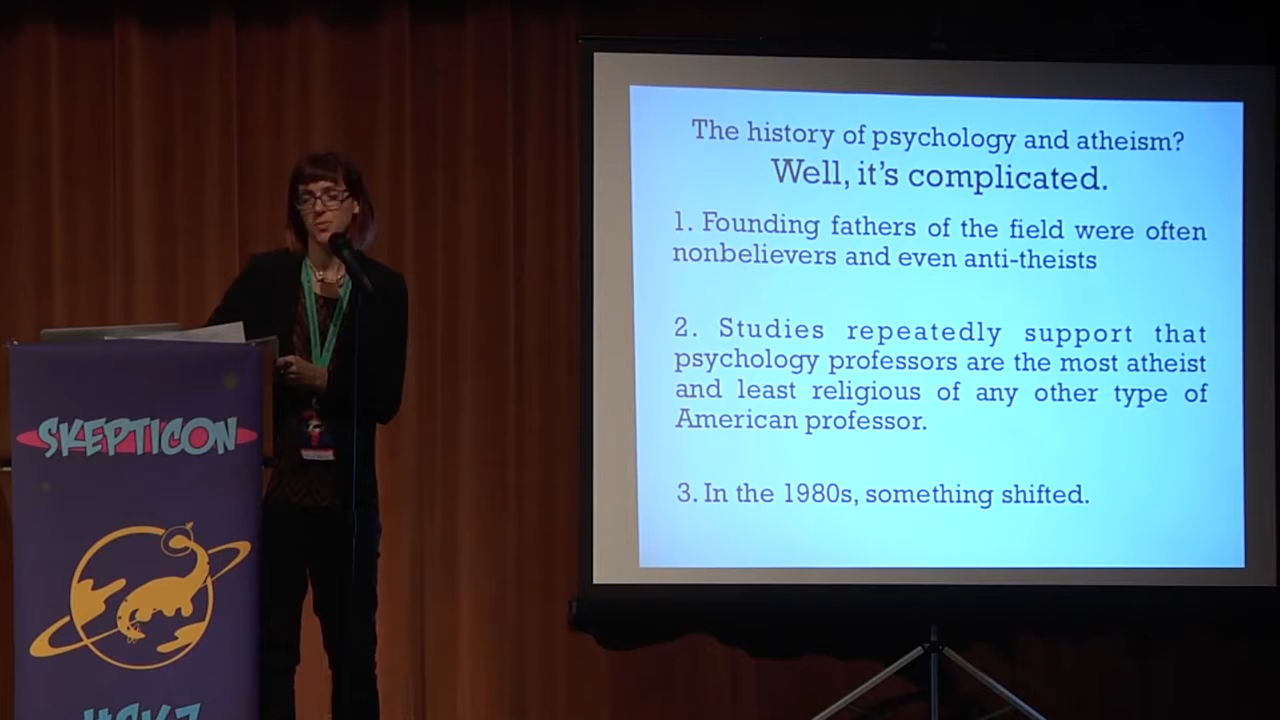 The history of psychology and atheism?
Well, it's complicated.
1. Founding fathers of the field were often
nonbelievers and even anti-theists
2. Studies repeatedly support that
psychology professors are the most atheist
and least religious of any other type of
American professor.
3. In the 1980s, something shifted.
SKEPTICON